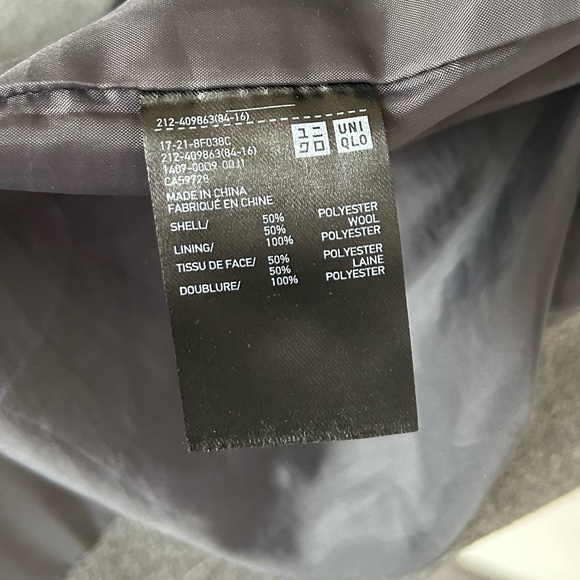 212-409863(84-16)
17-21-8F038C
212-409863(84-16)
1607-0009-00J1
CA59728
ユニ
クロ
UNI
QLO
MADE IN CHINA
FABRIQUÉ EN CHINE
SHELL/ 50% POLYESTER
50% WOOL
LINING/ 100% POLYESTER
TISSU DE FACE/ 50% POLYESTER
50% LAINE
DOUBLURE/ 100% POLYESTER